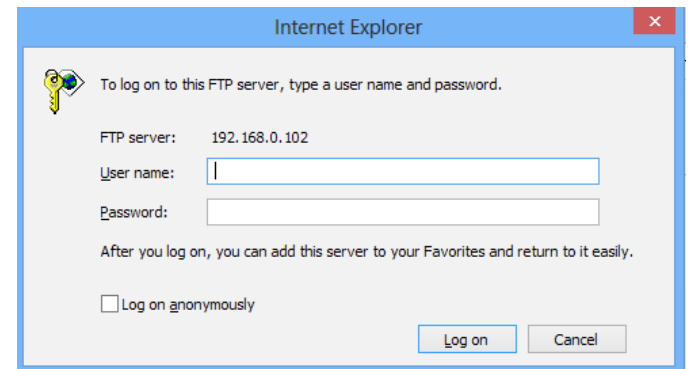 Internet Explorer
To log on to this FTP server, type a user name and password.
FTP server: 192.168.0.102
User name:
Password:
After you log on, you can add this server to your Favorites and return to it easily.
Log on anonymously
Log on Cancel